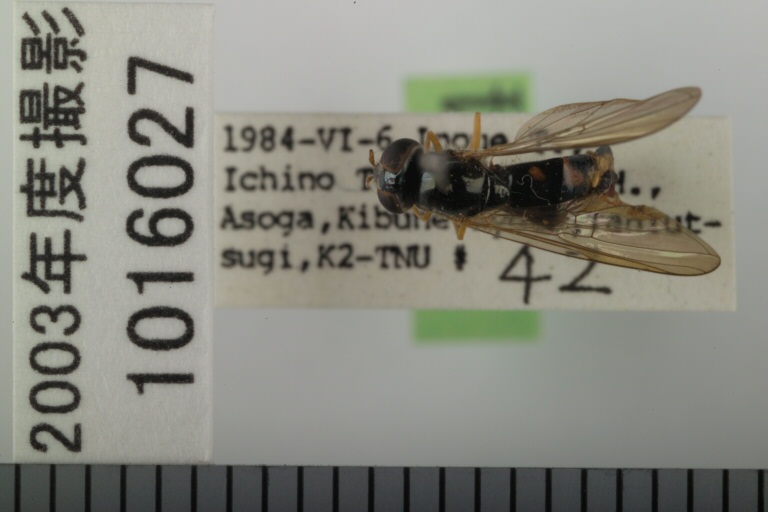 2003年度撮影
1016027
1984-VI-6, Inoue
Ichino
Asoga, Kibune
sugi, K2-TNU #
42